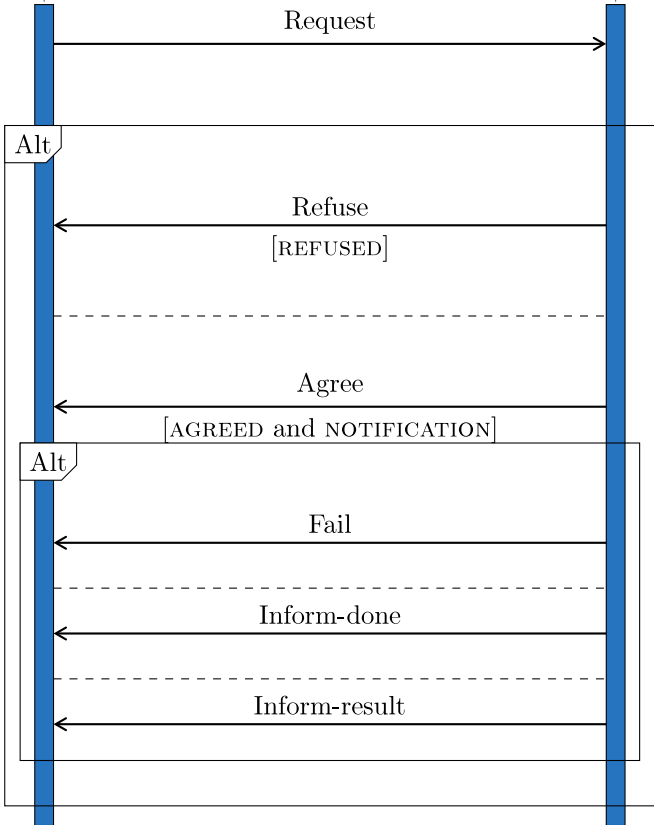 Request
Alt
Refuse
[REFUSED]
Agree
[AGREED and NOTIFICATION]
Alt
Fail
Inform-done
Inform-result